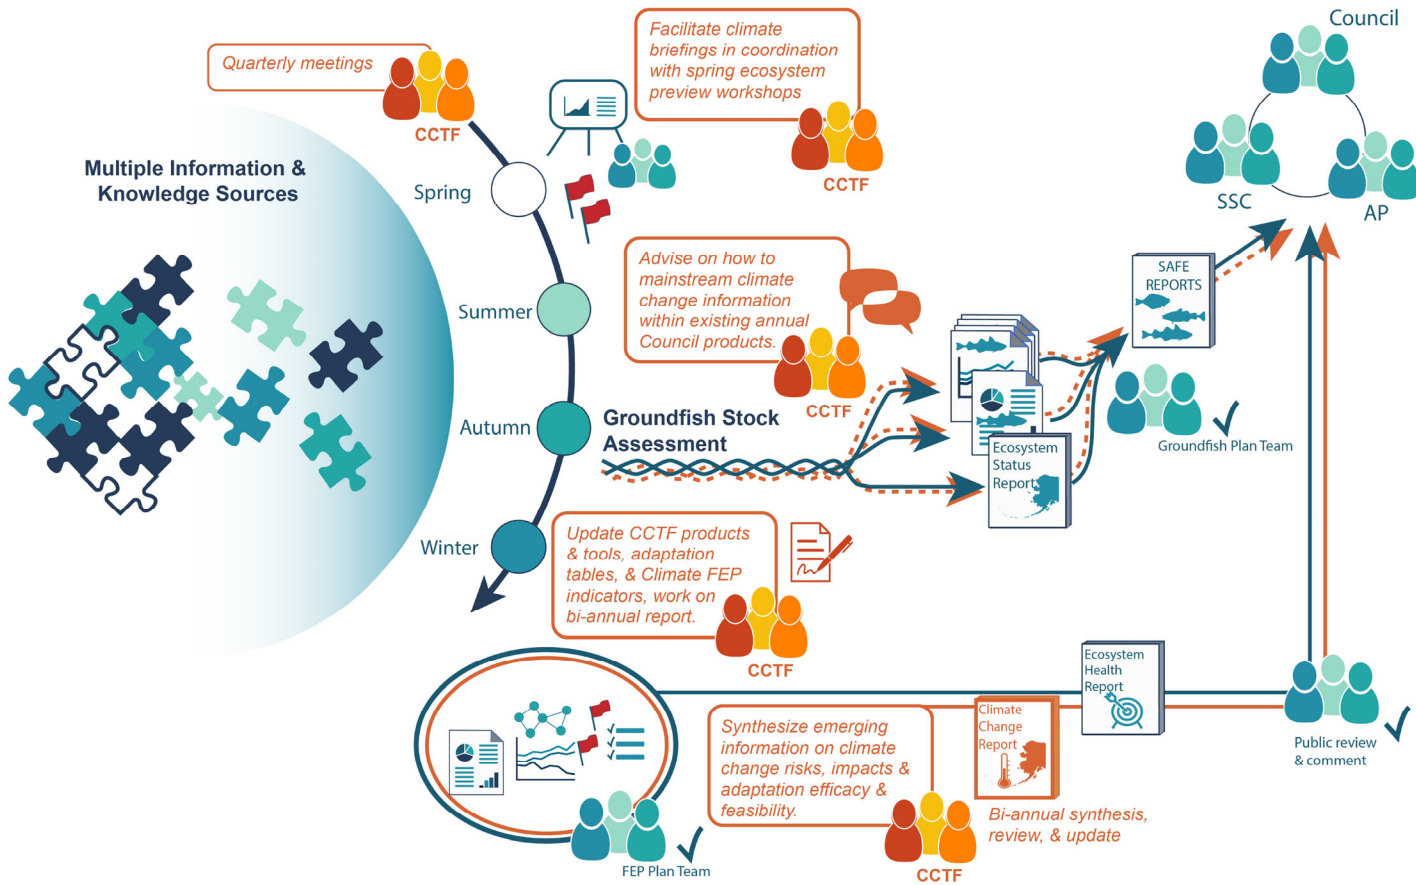 Quarterly meetings
CCTF
Facilitate climate
briefings in coordination
with spring ecosystem
preview workshops
CCTF
Council
SSC
AP
Multiple Information &
Knowledge Sources
Spring
Summer
Autumn
Winter
Advise on how to
mainstream climate
change information
within existing annual
Council products.
CCTF
Groundfish Stock
Assessment
Ecosystem
Status
Report
SAFE
REPORTS
Groundfish Plan Team
Update CCTF products
& tools, adaptation
tables, & Climate FEP
indicators, work on
bi-annual report.
CCTF
FEP Plan Team
Synthesize emerging
information on climate
change risks, impacts &
adaptation efficacy &
feasibility.
CCTF
Climate
Change
Report
Bi-annual synthesis,
review, & update
Ecosystem
Health
Report
Public review
& comment